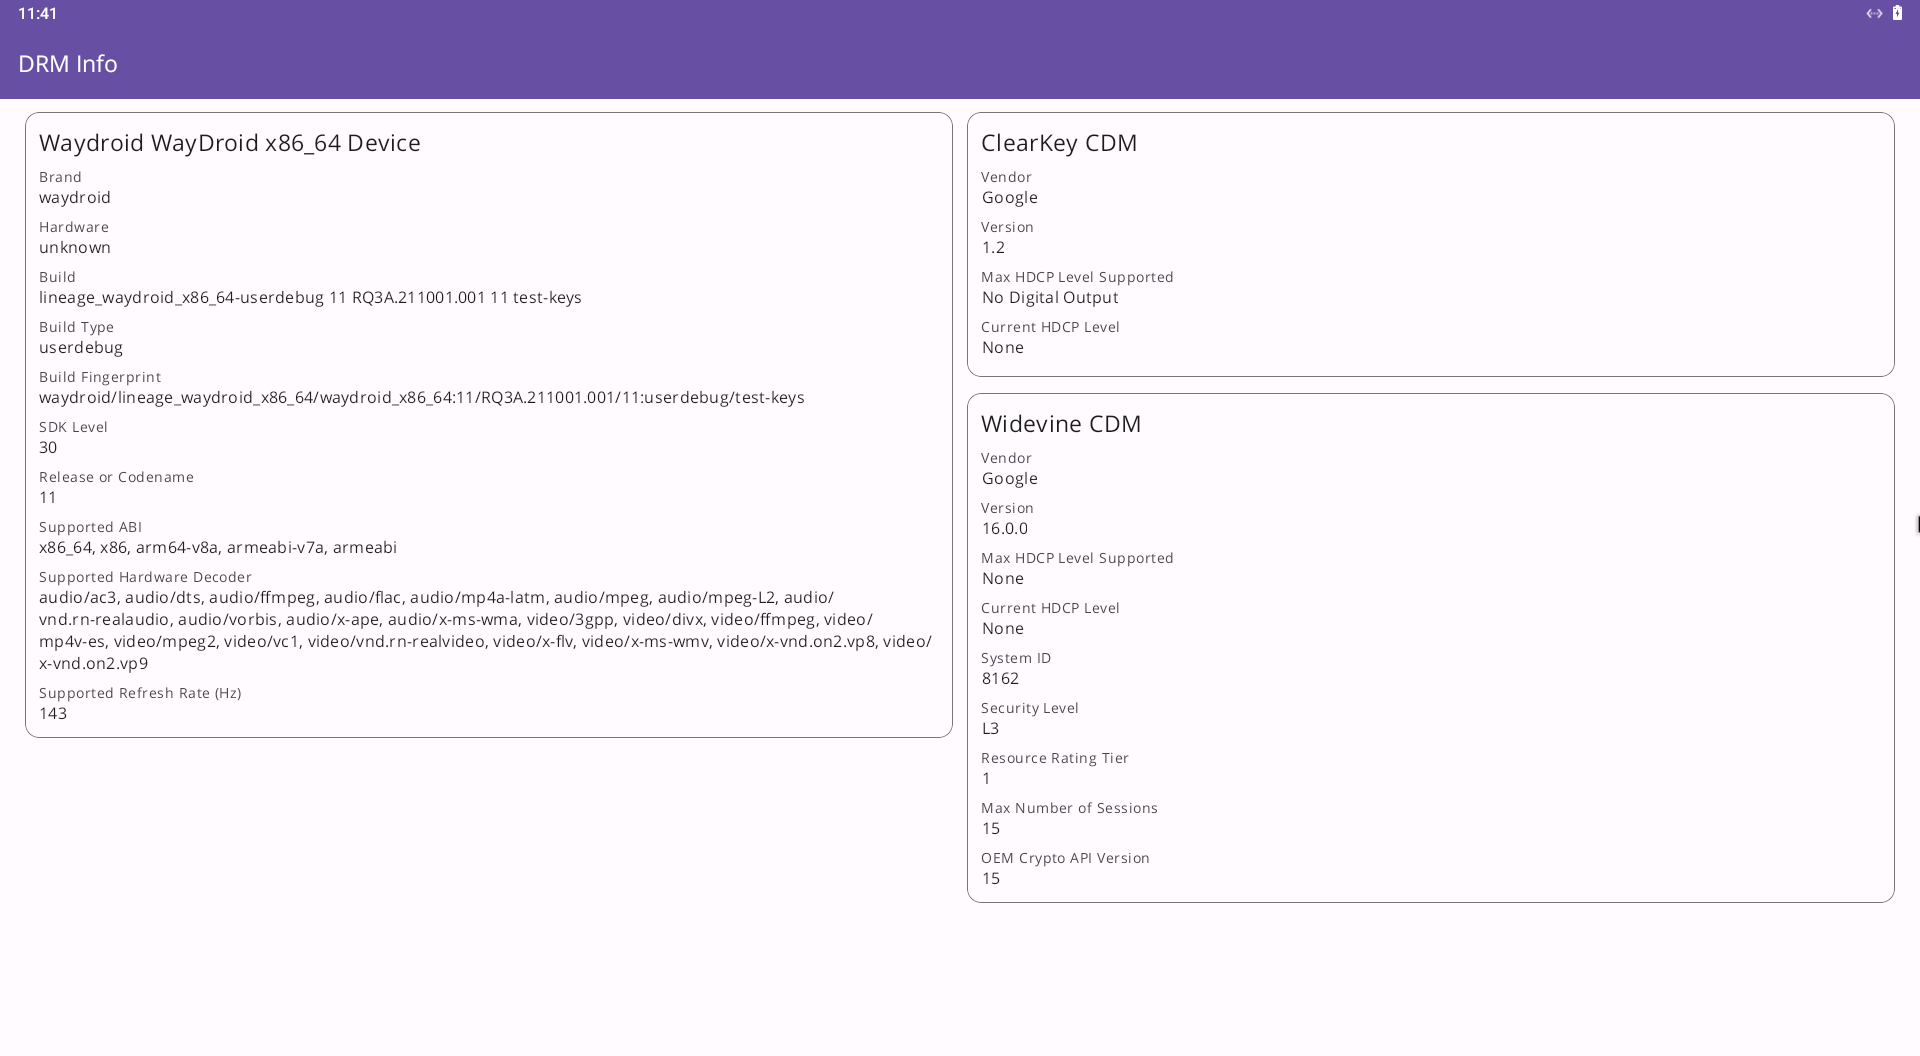 11:41
DRM Info
Waydroid WayDroid x86_64 Device
Brand
waydroid
Hardware
unknown
Build
lineage_waydroid_x86_64-userdebug 11 RQ3A.211001.001 11 test-keys
Build Type
userdebug
Build Fingerprint
waydroid/lineage_waydroid_x86_64/waydroid_x86_64:11/RQ3A.211001.001/11:userdebug/test-keys
SDK Level
30
Release or Codename
11
Supported ABI
x86_64, x86, arm64-v8a, armeabi-v7a, armeabi
Supported Hardware Decoder
audio/ac3, audio/dts, audio/ffmpeg, audio/flac, audio/mp4a-latm, audio/mpeg, audio/mpeg-L2, audio/
vnd.rn-realaudio, audio/vorbis, audio/x-ape, audio/x-ms-wma, video/3gpp, video/divx, video/ffmpeg, video/
mp4v-es, video/mpeg2, video/vc1, video/vnd.rn-realvideo, video/x-flv, video/x-ms-wmv, video/x-vnd.on2.vp8, video/
x-vnd.on2.vp9
Supported Refresh Rate (Hz)
143
ClearKey CDM
Vendor
Google
Version
1.2
Max HDCP Level Supported
No Digital Output
Current HDCP Level
None
Widevine CDM
Vendor
Google
Version
16.0.0
Max HDCP Level Supported
None
Current HDCP Level
None
System ID
8162
Security Level
L3
Resource Rating Tier
1
Max Number of Sessions
15
OEM Crypto API Version
15